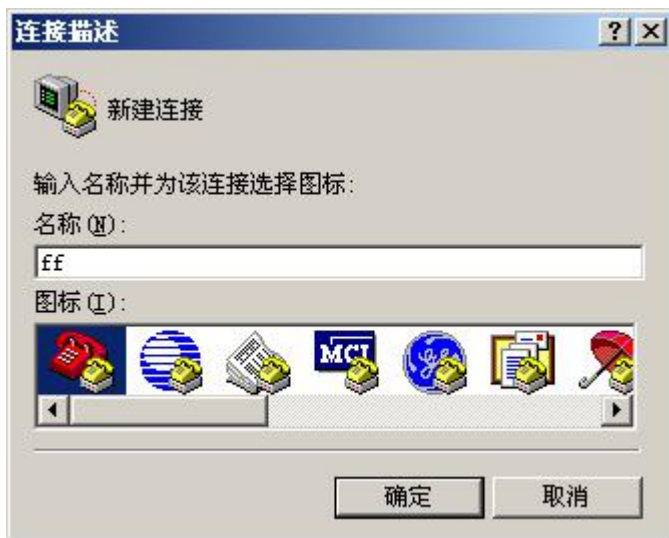 连接描述
新建连接
输入名称并为该连接选择图标:
名称(N):
ff
图标(I):
MCI
确定 取消